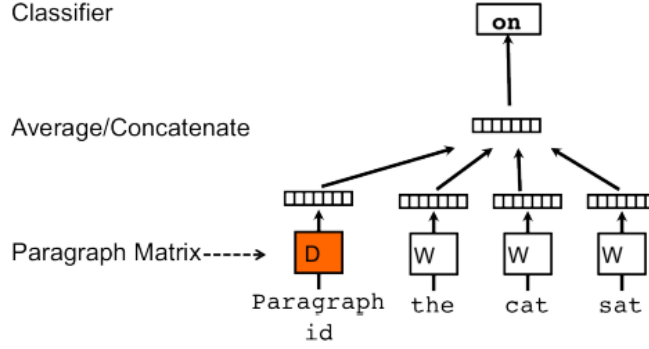 Classifier
on
Average/Concatenate
Paragraph Matrix
D
W
W
W
Paragraph
id
the
cat
sat